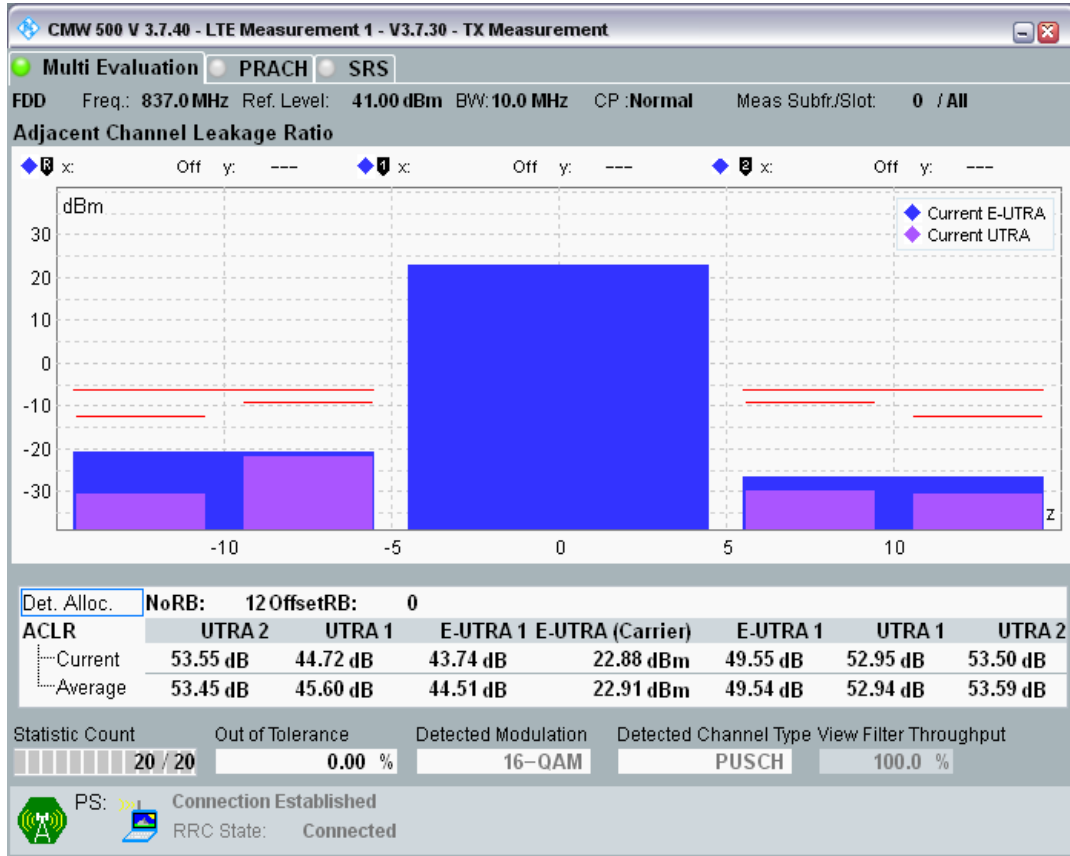 CMW 500 V 3.7.40 - LTE Measurement 1 - V3.7.30 - TX Measurement
Multi Evaluation PRACH SRS
FDD Freq.: 837.0 MHz Ref. Level: 41.00 dBm BW: 10.0 MHz CP :Normal Meas Subfr./Slot: 0 / All
Adjacent Channel Leakage Ratio
R x: Off y: --- 1 x: Off y: --- 2 x: Off y: ---
dBm
Current E-UTRA
Current UTRA
30
20
10
0
-10
-20
-30
z
-10 -5 0 5 10
Det. Alloc. NoRB: 12 OffsetRB: 0
ACLR UTRA 2 UTRA 1 E-UTRA 1 E-UTRA (Carrier) E-UTRA 1 UTRA 1 UTRA 2
Current 53.55 dB 44.72 dB 43.74 dB 22.88 dBm 49.55 dB 52.95 dB 53.50 dB
Average 53.45 dB 45.60 dB 44.51 dB 22.91 dBm 49.54 dB 52.94 dB 53.59 dB
Statistic Count Out of Tolerance Detected Modulation Detected Channel Type View Filter Throughput
20 / 20 0.00 % 16-QAM PUSCH 100.0 %
PS: Connection Established
RRC State: Connected